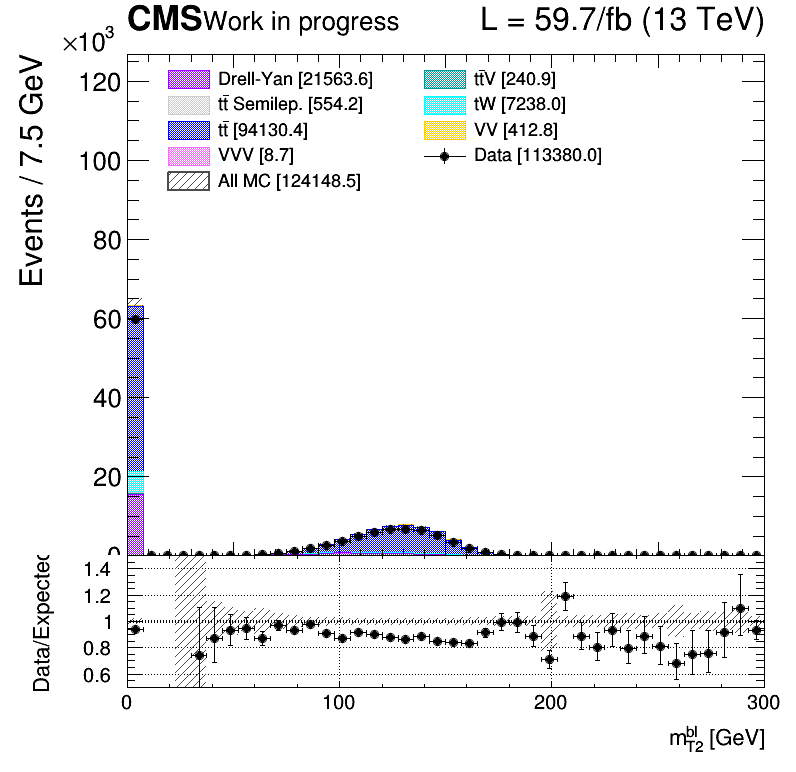 CMS Work in progress L = 59.7/fb (13 TeV)
×10³
Events / 7.5 GeV
120
100
80
60
40
20
0
Drell-Yan [21563.6]
tt̄ Semilep. [554.2]
tt̄ [94130.4]
VVV [8.7]
All MC [124148.5]
tt̄V [240.9]
tW [7238.0]
VV [412.8]
Data [113380.0]
Data/Expected
1.4
1.2
1
0.8
0.6
0 100 200 300
m_T2^bl [GeV]